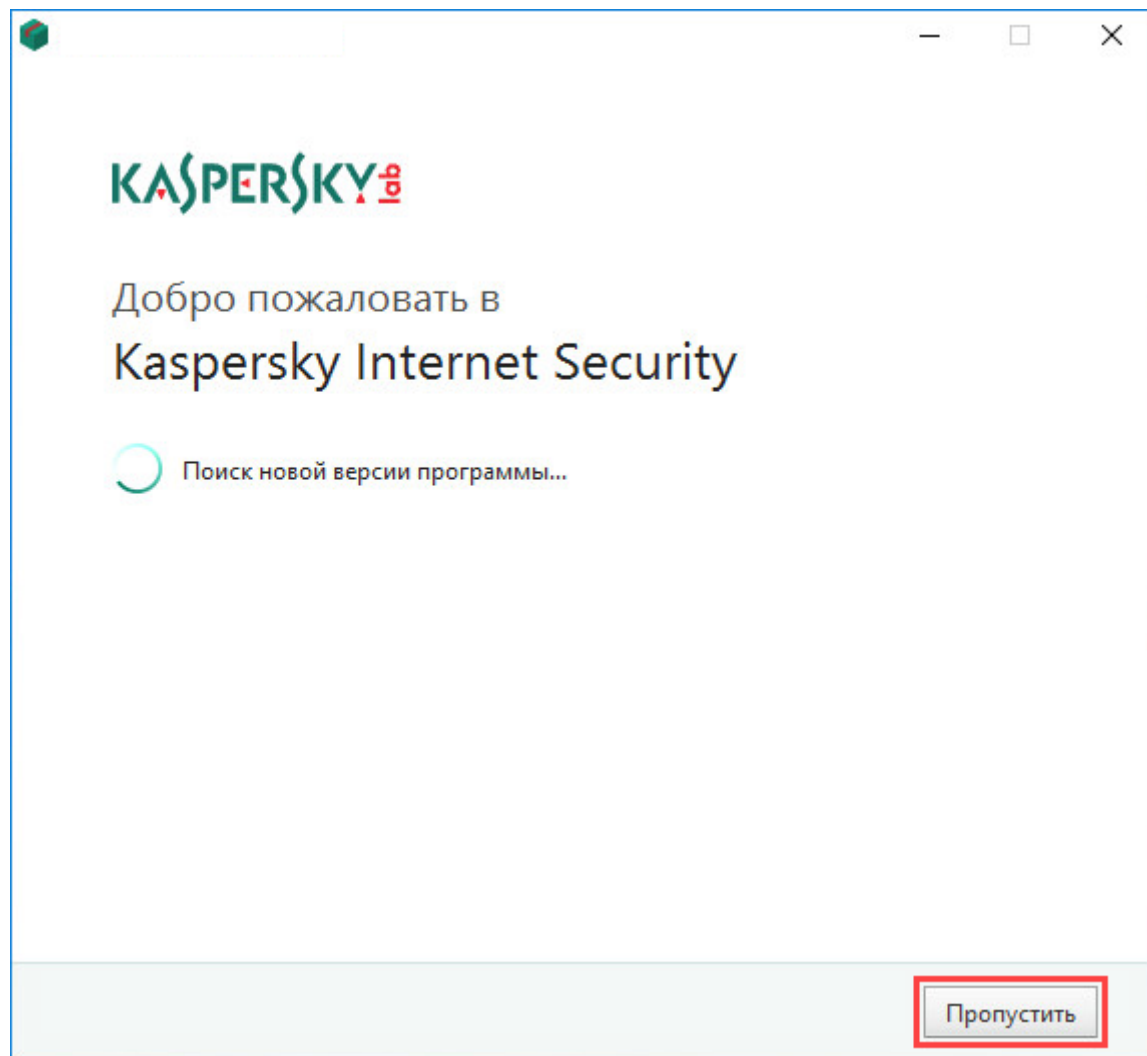 KASPERSKY lab
Добро пожаловать в
Kaspersky Internet Security
Поиск новой версии программы...
Пропустить